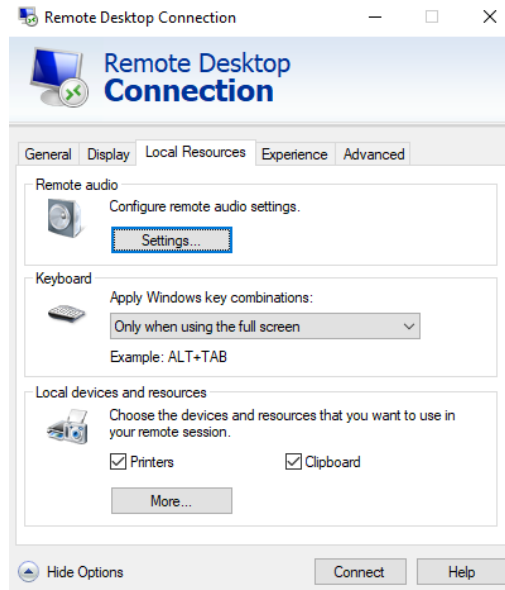 Remote Desktop Connection
Remote Desktop
Connection
General Display Local Resources Experience Advanced
Remote audio
Configure remote audio settings.
Settings...
Keyboard
Apply Windows key combinations:
Only when using the full screen
Example: ALT+TAB
Local devices and resources
Choose the devices and resources that you want to use in
your remote session.
Printers Clipboard
More...
Hide Options Connect Help